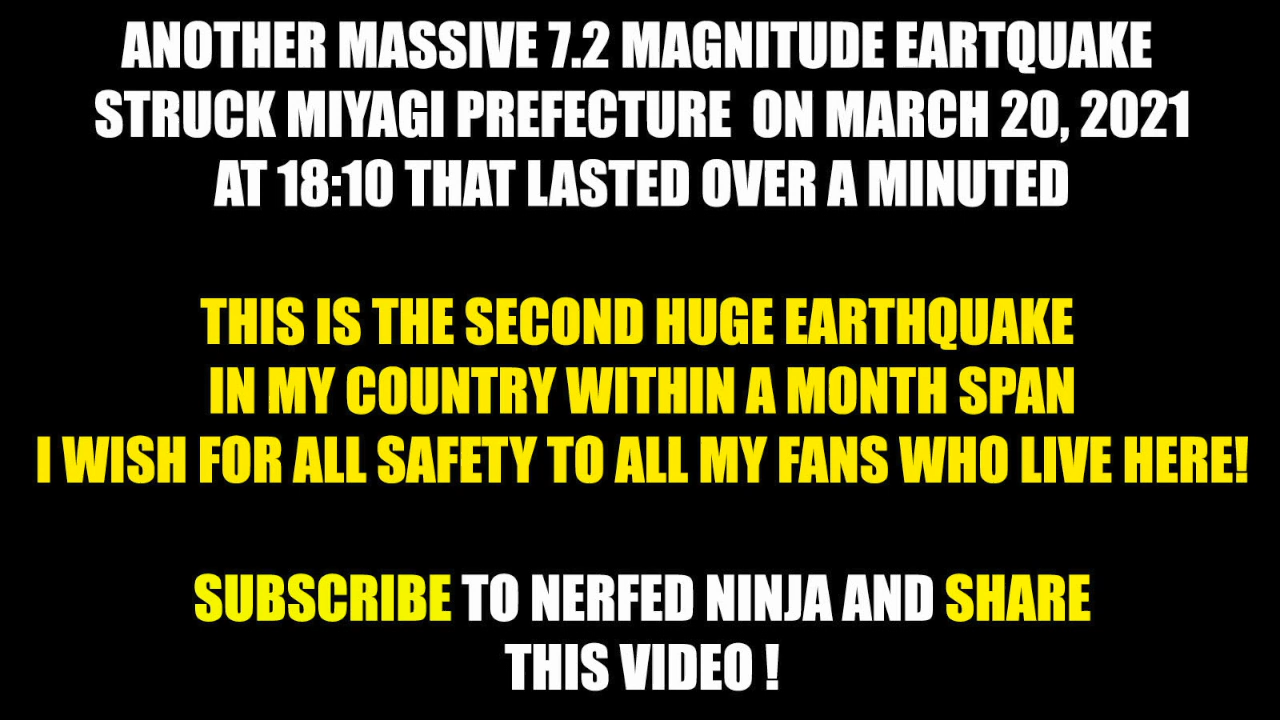 ANOTHER MASSIVE 7.2 MAGNITUDE EARTQUAKE
STRUCK MIYAGI PREFECTURE ON MARCH 20, 2021
AT 18:10 THAT LASTED OVER A MINUTED
THIS IS THE SECOND HUGE EARTHQUAKE
IN MY COUNTRY WITHIN A MONTH SPAN
I WISH FOR ALL SAFETY TO ALL MY FANS WHO LIVE HERE!
SUBSCRIBE TO NERFED NINJA AND SHARE
THIS VIDEO !